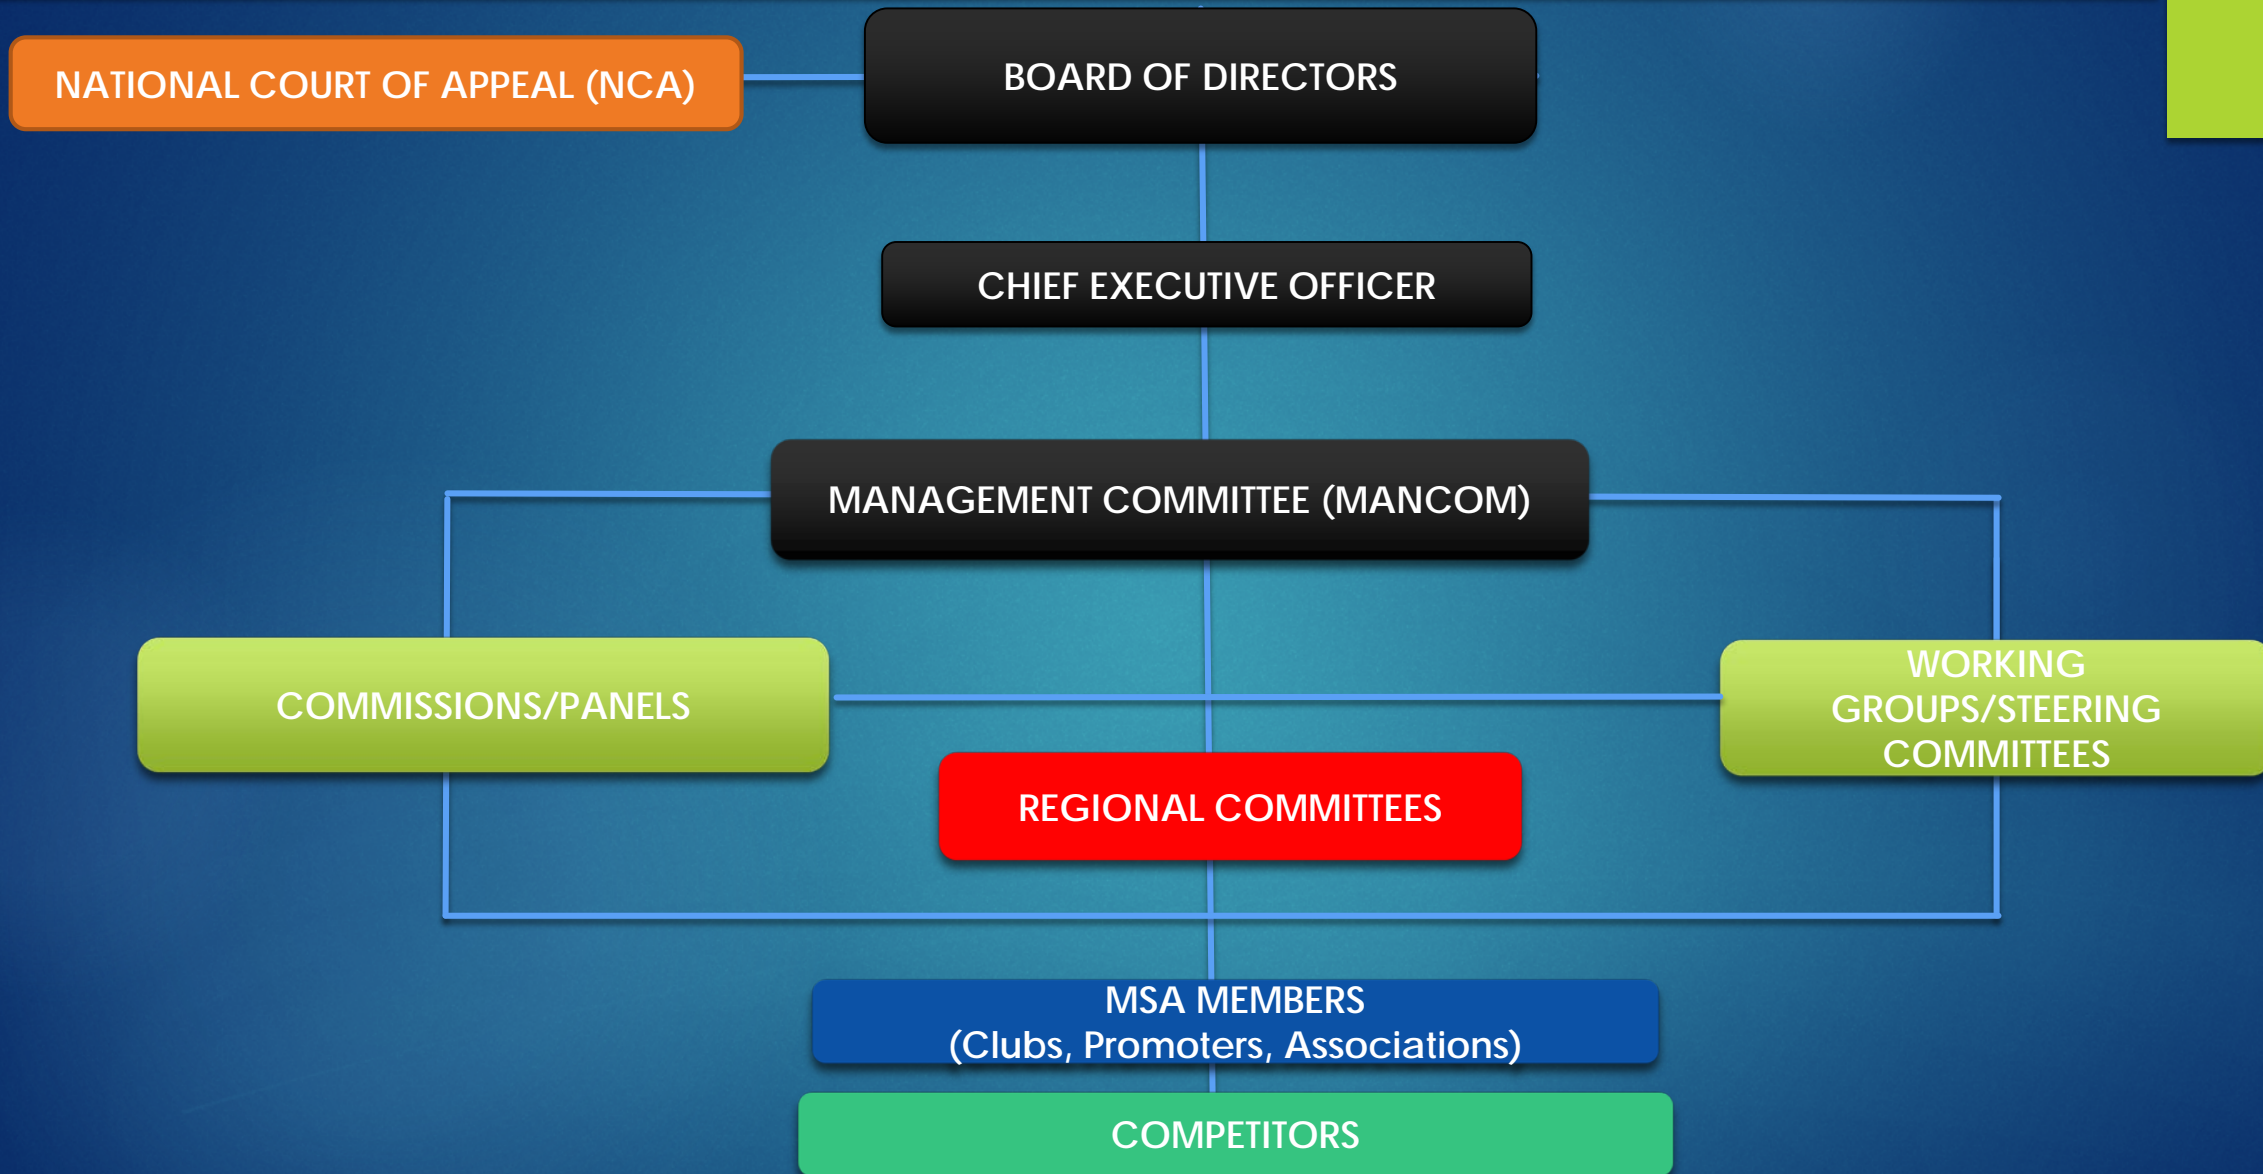 NATIONAL COURT OF APPEAL (NCA)
BOARD OF DIRECTORS
CHIEF EXECUTIVE OFFICER
MANAGEMENT COMMITTEE (MANCOM)
COMMISSIONS/PANELS
WORKING
GROUPS/STEERING
COMMITTEES
REGIONAL COMMITTEES
MSA MEMBERS
(Clubs, Promoters, Associations)
COMPETITORS